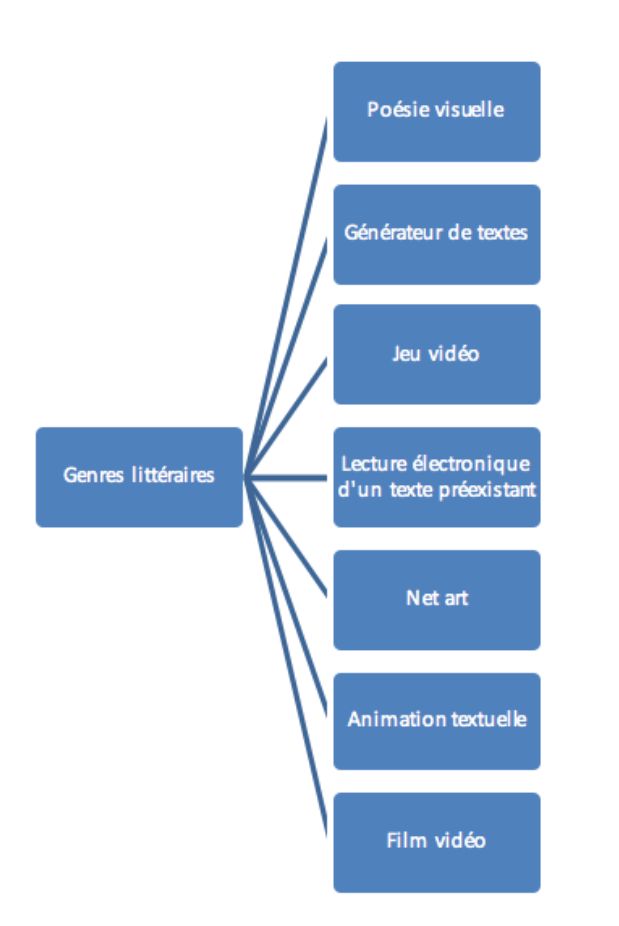 Poésie visuelle
Générateur de textes
Jeu vidéo
Genres littéraires
Lecture électronique
d'un texte préexistant
Net art
Animation textuelle
Film vidéo